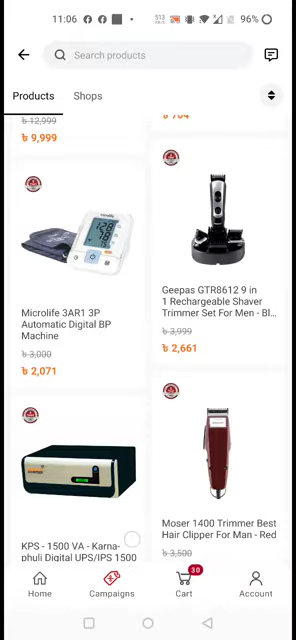 11:06
513
KB/S
96%
Search products
Products
Shops
৳ 12,999
৳ 9,999
৳ 784
Microlife 3AR1 3P
Automatic Digital BP
Machine
৳ 3,000
৳ 2,071
Geepas GTR8612 9 in
1 Rechargeable Shaver
Trimmer Set For Men - Bl...
৳ 3,999
৳ 2,661
KPS - 1500 VA - Karna-
phuli Digital UPS/IPS 1500
Moser 1400 Trimmer Best
Hair Clipper For Man - Red
৳ 3,500
Home
Campaigns
30
Cart
Account